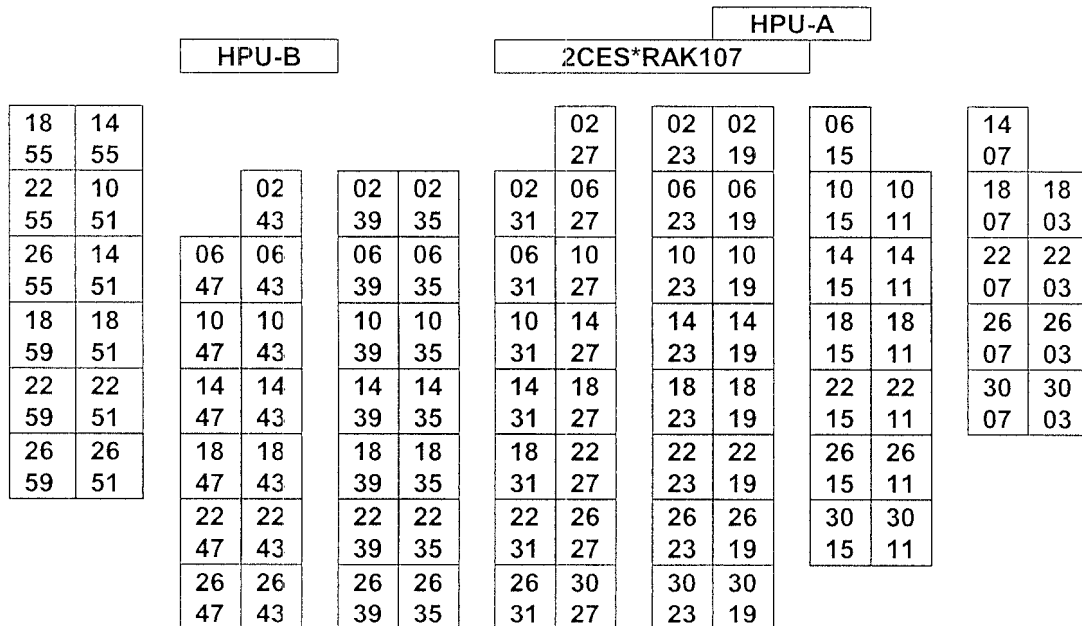 HPU-A
HPU-B 2CES*RAK107
18 14 02 02 02 06 14
55 55 27 23 19 15 07
22 10 02 02 02 02 06 06 06 10 10 18 18
55 51 43 39 35 31 27 23 19 15 11 07 03
26 14 06 06 06 06 06 10 10 10 14 14 22 22
55 51 47 43 39 35 31 27 23 19 15 11 07 03
18 18 10 10 10 10 10 14 14 14 18 18 26 26
59 51 47 43 39 35 31 27 23 19 15 11 07 03
22 22 14 14 14 14 14 18 18 18 22 22 30 30
59 51 47 43 39 35 31 27 23 19 15 11 07 03
26 26 18 18 18 18 18 22 22 22 26 26
59 51 47 43 39 35 31 27 23 19 15 11
22 22 22 22 22 26 26 26 30 30
47 43 39 35 31 27 23 19 15 11
26 26 26 26 26 30 30 30
47 43 39 35 31 27 23 19